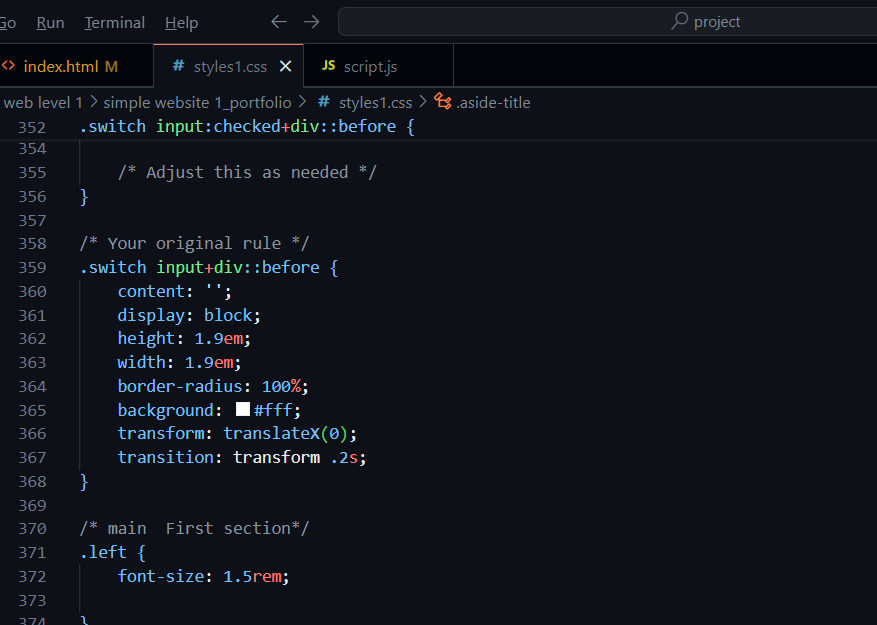 Go Run Terminal Help ← → project
<> index.html M # styles1.css × JS script.js
web level 1 > simple website 1_portfolio > # styles1.css > .aside-title
352 .switch input:checked+div::before {
354
355 /* Adjust this as needed */
356 }
357
358 /* Your original rule */
359 .switch input+div::before {
360 content: '';
361 display: block;
362 height: 1.9em;
363 width: 1.9em;
364 border-radius: 100%;
365 background: #fff;
366 transform: translateX(0);
367 transition: transform .2s;
368 }
369
370 /* main  First section*/
371 .left {
372 font-size: 1.5rem;
373
374 }